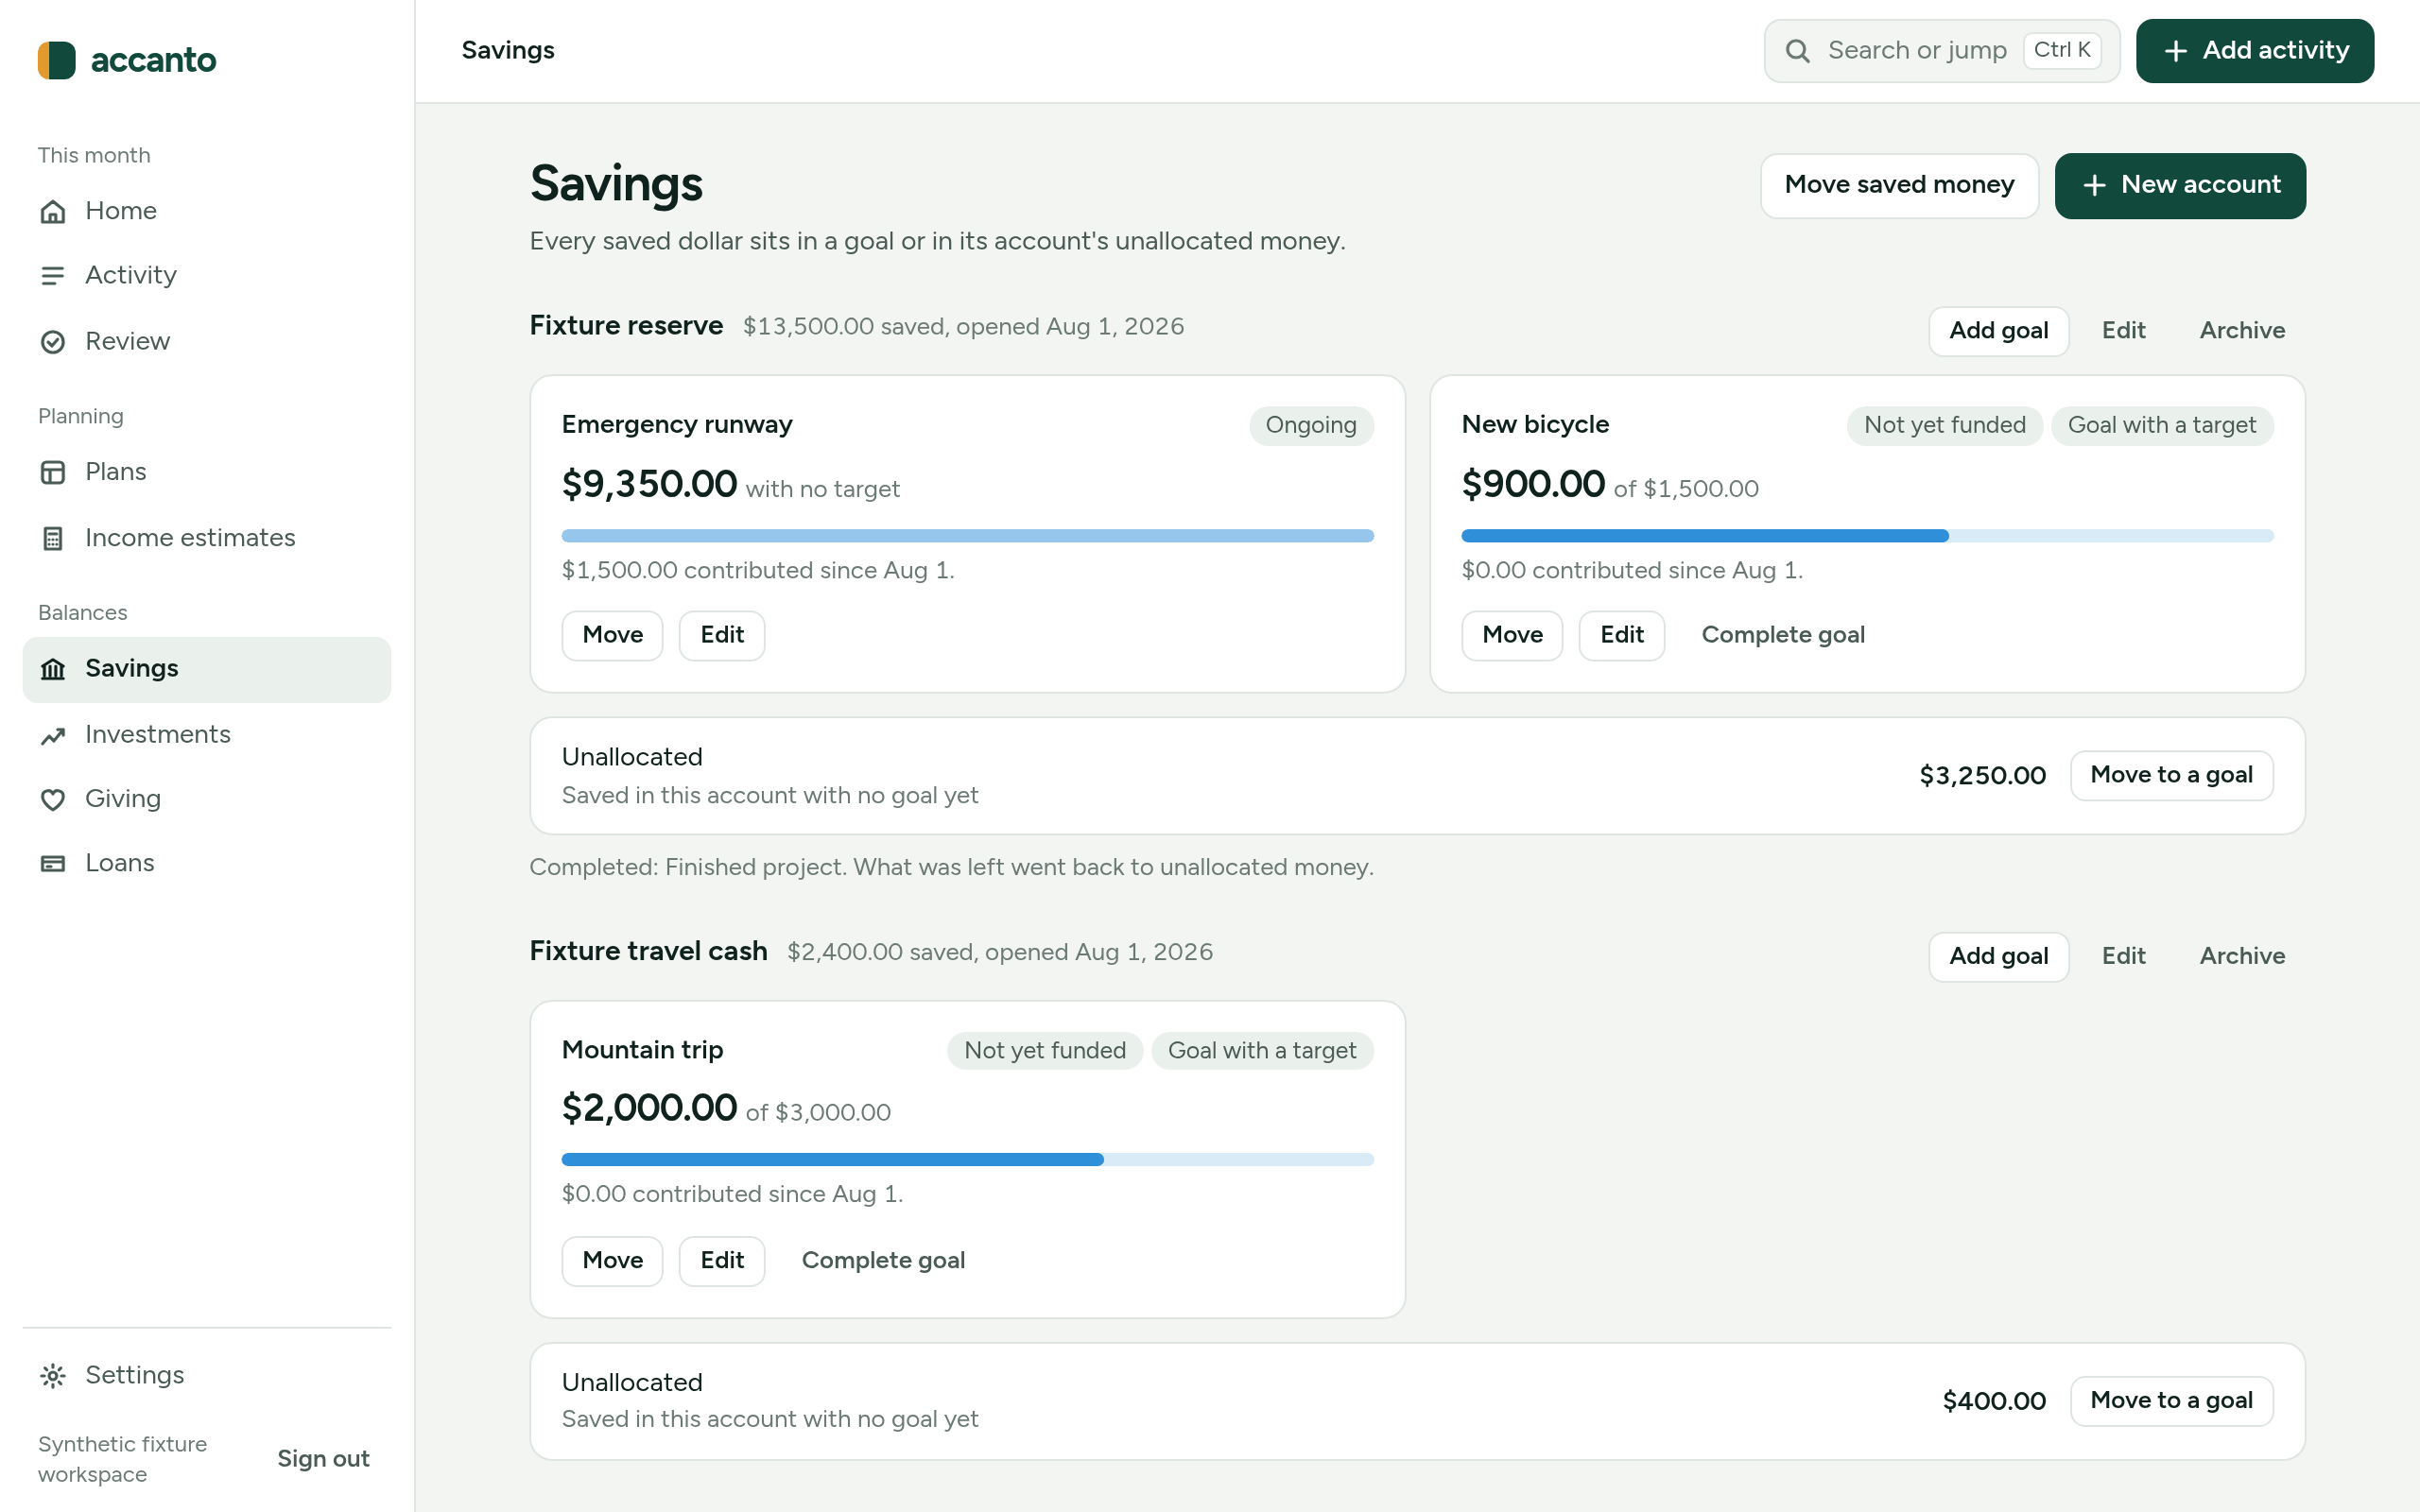 accanto
This month
Home
Activity
Review
Planning
Plans
Income estimates
Balances
Savings
Investments
Giving
Loans
Settings
Synthetic fixture
workspace
Sign out
Savings
Search or jump
Ctrl K
Add activity
Savings
Every saved dollar sits in a goal or in its account's unallocated money.
Move saved money
New account
Fixture reserve $13,500.00 saved, opened Aug 1, 2026
Add goal
Edit
Archive
Emergency runway
Ongoing
$9,350.00 with no target
$1,500.00 contributed since Aug 1.
Move
Edit
New bicycle
Not yet funded
Goal with a target
$900.00 of $1,500.00
$0.00 contributed since Aug 1.
Move
Edit
Complete goal
Unallocated
Saved in this account with no goal yet
$3,250.00
Move to a goal
Completed: Finished project. What was left went back to unallocated money.
Fixture travel cash $2,400.00 saved, opened Aug 1, 2026
Add goal
Edit
Archive
Mountain trip
Not yet funded
Goal with a target
$2,000.00 of $3,000.00
$0.00 contributed since Aug 1.
Move
Edit
Complete goal
Unallocated
Saved in this account with no goal yet
$400.00
Move to a goal